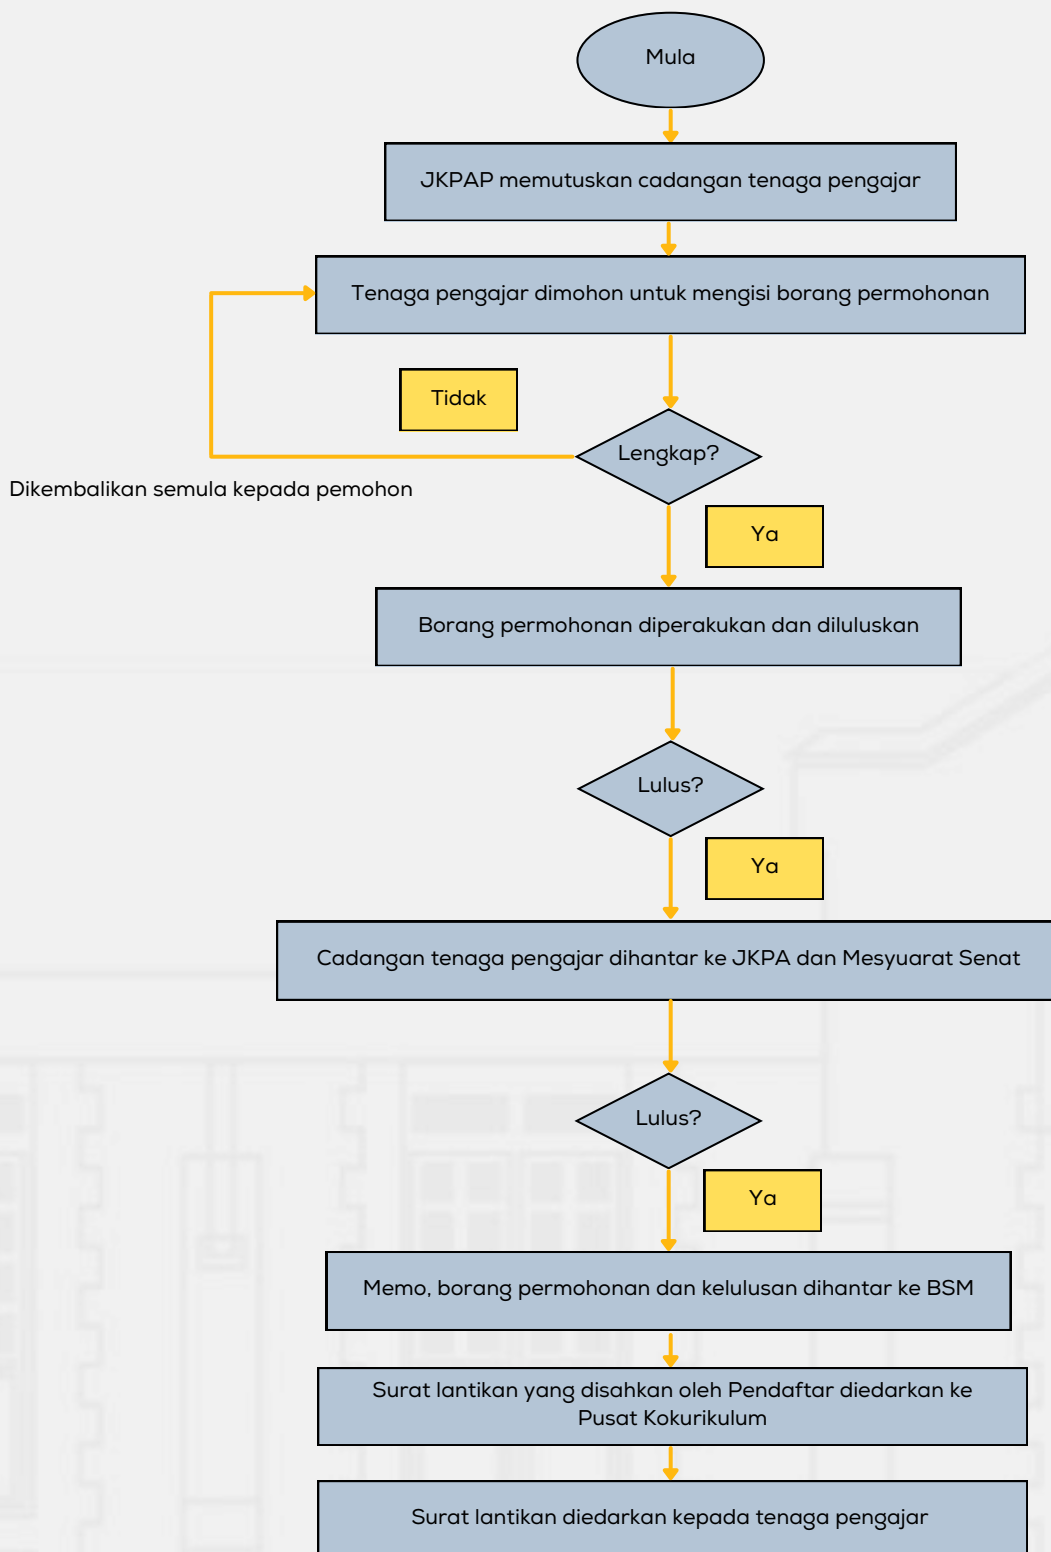 Mula
JKPAP memutuskan cadangan tenaga pengajar
Tenaga pengajar dimohon untuk mengisi borang permohonan
Tidak
Lengkap?
Dikembalikan semula kepada pemohon
Ya
Borang permohonan diperakukan dan diluluskan
Lulus?
Ya
Cadangan tenaga pengajar dihantar ke JKPA dan Mesyuarat Senat
Lulus?
Ya
Memo, borang permohonan dan kelulusan dihantar ke BSM
Surat lantikan yang disahkan oleh Pendaftar diedarkan ke
Pusat Kokurikulum
Surat lantikan diedarkan kepada tenaga pengajar